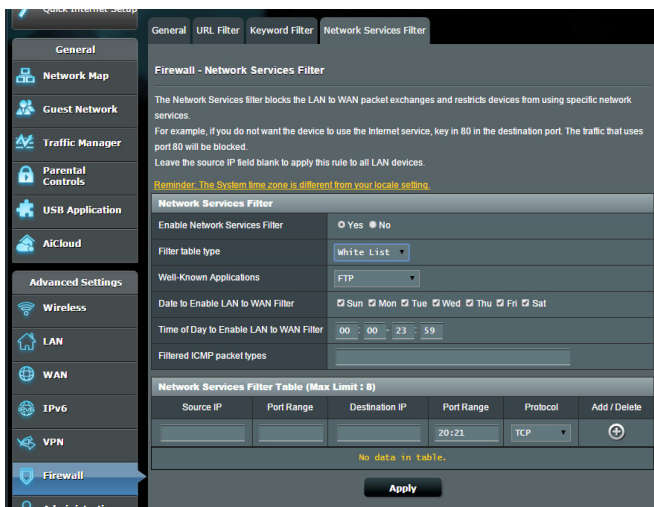 Quick Internet Setup
General
Network Map
Guest Network
Traffic Manager
Parental
Controls
USB Application
AiCloud
Advanced Settings
Wireless
LAN
WAN
IPv6
VPN
Firewall
General URL Filter Keyword Filter Network Services Filter
Firewall - Network Services Filter
The Network Services filter blocks the LAN to WAN packet exchanges and restricts devices from using specific network
services.
For example, if you do not want the device to use the Internet service, key in 80 in the destination port. The traffic that uses
port 80 will be blocked.
Leave the source IP field blank to apply this rule to all LAN devices.
Reminder: The System time zone is different from your locale setting.
Network Services Filter
Enable Network Services Filter Yes No
Filter table type White List
Well-Known Applications FTP
Date to Enable LAN to WAN Filter Sun Mon Tue Wed Thu Fri Sat
Time of Day to Enable LAN to WAN Filter 00 : 00 - 23 : 59
Filtered ICMP packet types
Network Services Filter Table (Max Limit : 8)
Source IP Port Range Destination IP Port Range Protocol Add / Delete
20:21 TCP
No data in table.
Apply